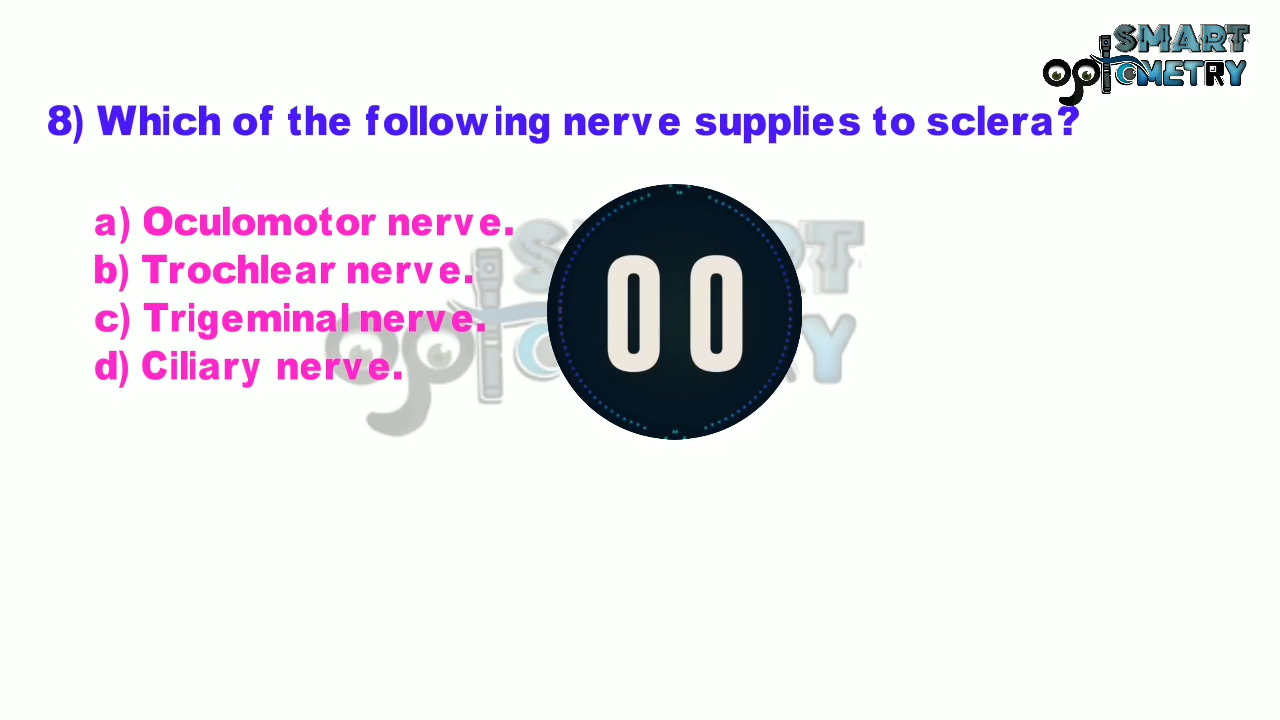 SMART
OPTOMETRY
8) Which of the following nerve supplies to sclera?
a) Oculomotor nerve.
b) Trochlear nerve.
c) Trigeminal nerve.
d) Ciliary nerve.
00